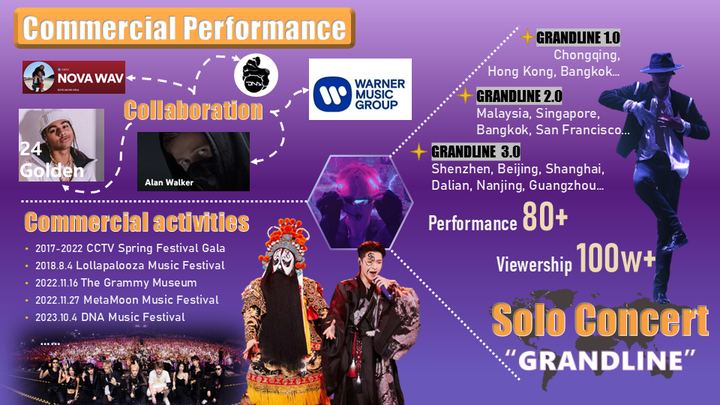 Commercial Performance
NOVA WAV
DNA
Collaboration
WARNER
MUSIC
GROUP
24
Golden
Alan Walker
GRANDLINE 1.0
Chongqing,
Hong Kong, Bangkok...
GRANDLINE 2.0
Malaysia, Singapore,
Bangkok, San Francisco...
GRANDLINE 3.0
Shenzhen, Beijing, Shanghai,
Dalian, Nanjing, Guangzhou...
Performance 80+
Viewership 100w+
Commercial activities
• 2017-2022 CCTV Spring Festival Gala
• 2018.8.4 Lollapalooza Music Festival
• 2022.11.16 The Grammy Museum
• 2022.11.27 MetaMoon Music Festival
• 2023.10.4 DNA Music Festival
......
Solo Concert
“GRANDLINE”